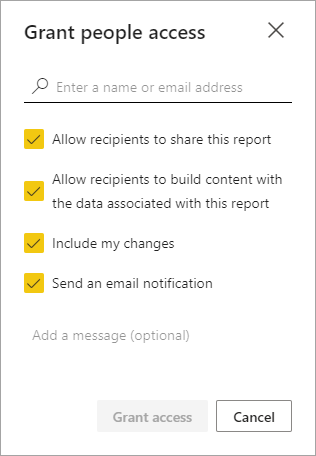 Grant people access
Enter a name or email address
Allow recipients to share this report
Allow recipients to build content with
the data associated with this report
Include my changes
Send an email notification
Add a message (optional)
Grant access
Cancel